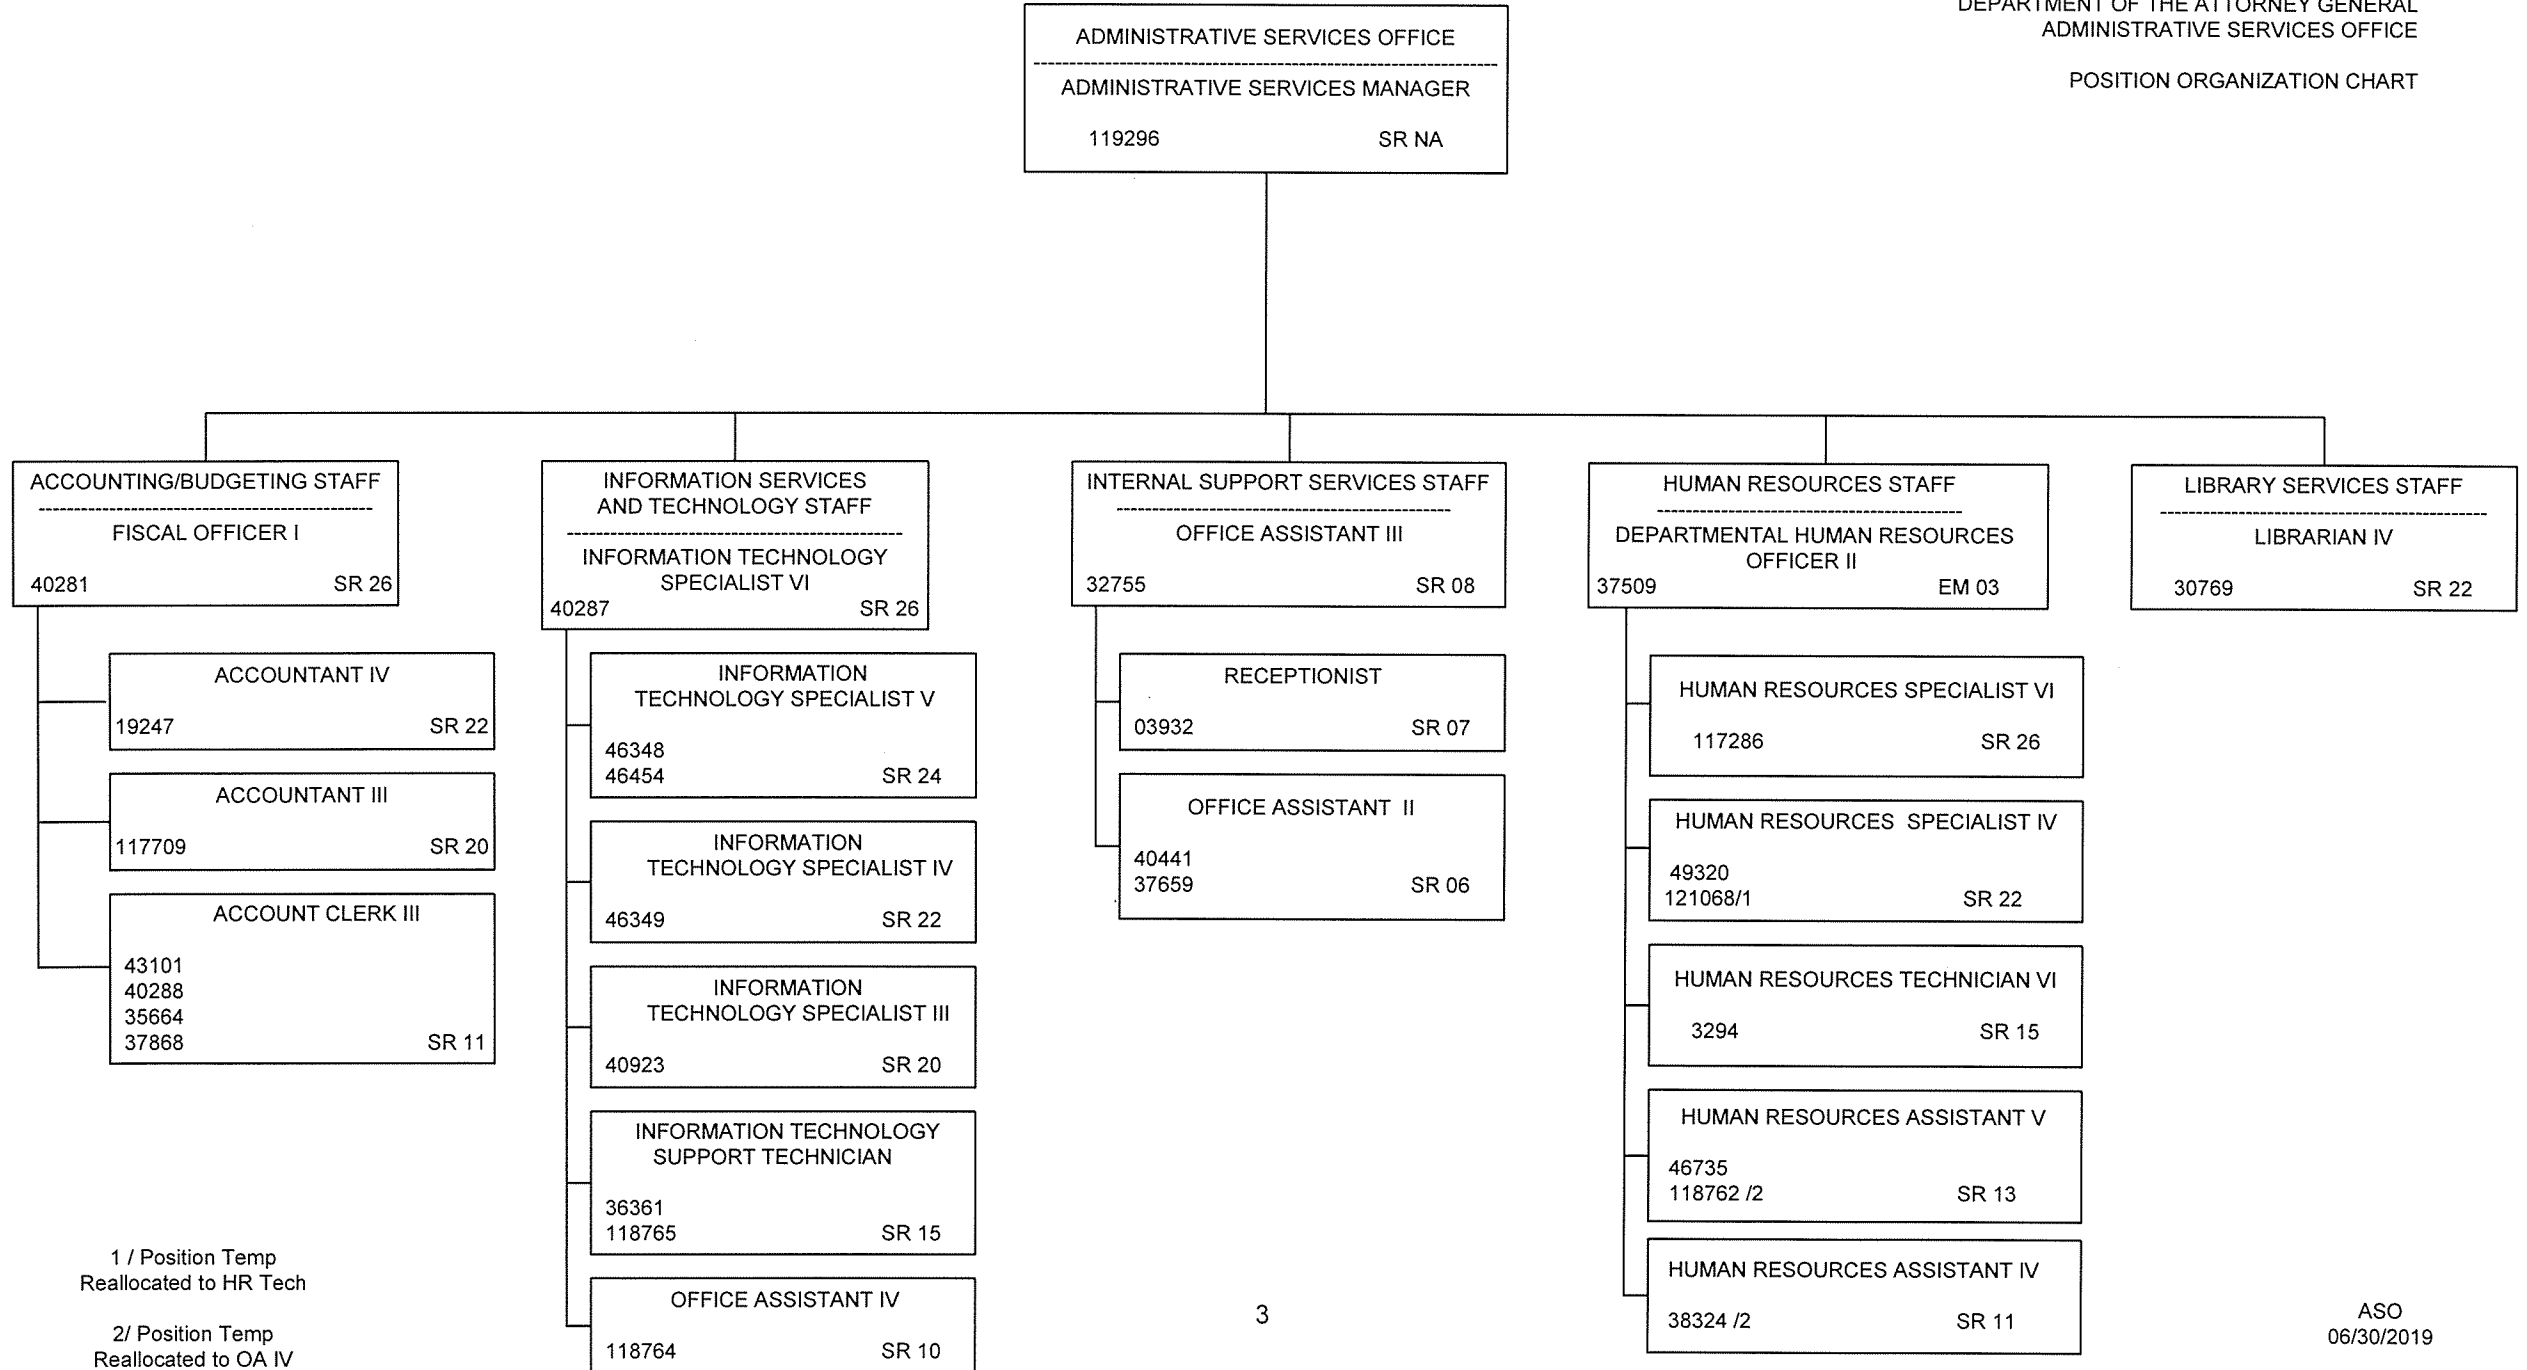 DEPARTMENT OF THE ATTORNEY GENERAL
ADMINISTRATIVE SERVICES OFFICE
POSITION ORGANIZATION CHART
ADMINISTRATIVE SERVICES OFFICE
ADMINISTRATIVE SERVICES MANAGER
119296 SR NA
ACCOUNTING/BUDGETING STAFF
FISCAL OFFICER I
40281 SR 26
ACCOUNTANT IV
19247 SR 22
ACCOUNTANT III
117709 SR 20
ACCOUNT CLERK III
43101
40288
35664
37868 SR 11
INFORMATION SERVICES
AND TECHNOLOGY STAFF
INFORMATION TECHNOLOGY
SPECIALIST VI
40287 SR 26
INFORMATION
TECHNOLOGY SPECIALIST V
46348
46454 SR 24
INFORMATION
TECHNOLOGY SPECIALIST IV
46349 SR 22
INFORMATION
TECHNOLOGY SPECIALIST III
40923 SR 20
INFORMATION TECHNOLOGY
SUPPORT TECHNICIAN
36361
118765 SR 15
OFFICE ASSISTANT IV
118764 SR 10
INTERNAL SUPPORT SERVICES STAFF
OFFICE ASSISTANT III
32755 SR 08
RECEPTIONIST
03932 SR 07
OFFICE ASSISTANT II
40441
37659 SR 06
HUMAN RESOURCES STAFF
DEPARTMENTAL HUMAN RESOURCES
OFFICER II
37509 EM 03
HUMAN RESOURCES SPECIALIST VI
117286 SR 26
HUMAN RESOURCES SPECIALIST IV
49320
121068/1 SR 22
HUMAN RESOURCES TECHNICIAN VI
3294 SR 15
HUMAN RESOURCES ASSISTANT V
46735
118762 /2 SR 13
HUMAN RESOURCES ASSISTANT IV
38324 /2 SR 11
LIBRARY SERVICES STAFF
LIBRARIAN IV
30769 SR 22
1 / Position Temp
Reallocated to HR Tech
2/ Position Temp
Reallocated to OA IV
3
ASO
06/30/2019